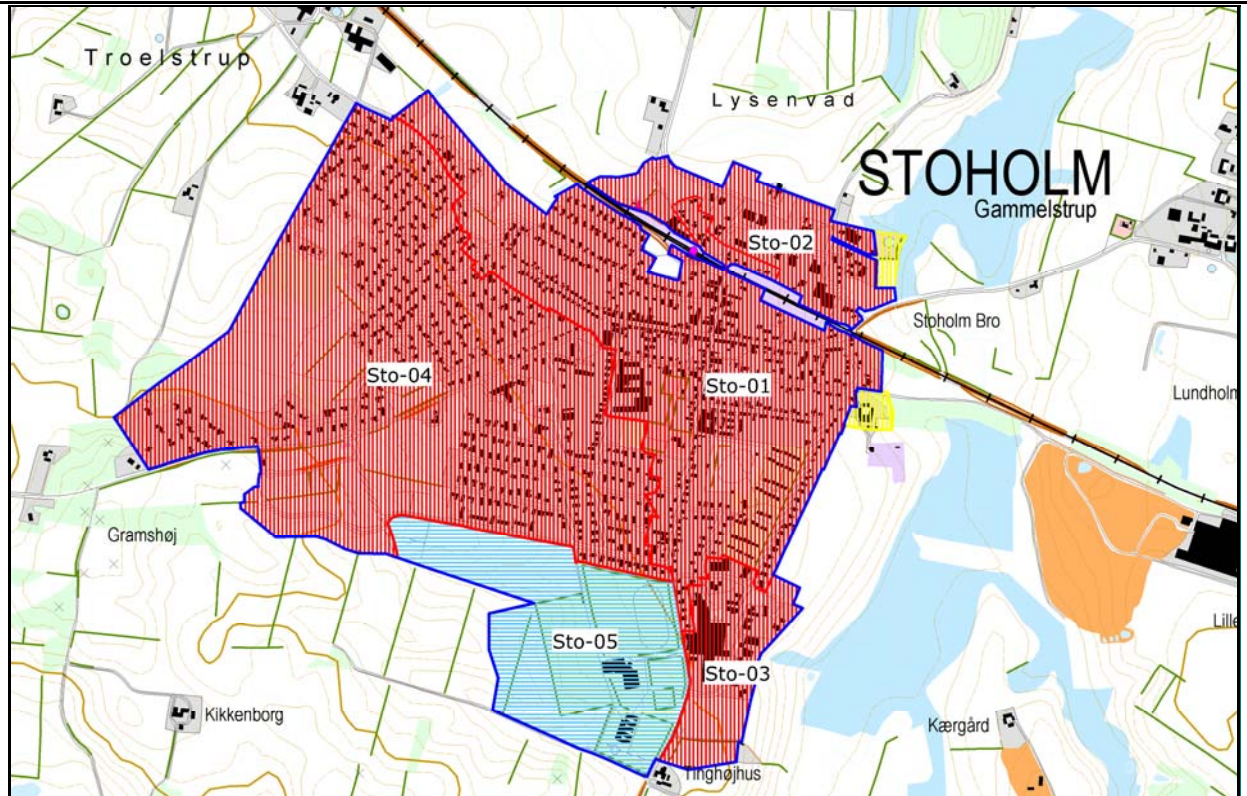 Troelstrup
Lysenvad
STOHOLM
Gammelstrup
Sto-02
Stoholm Bro
Sto-04
Sto-01
Lundholm
Gramshøj
Lille
Sto-05
Sto-03
Kikkenborg
Kærgård
Tinghøjhus